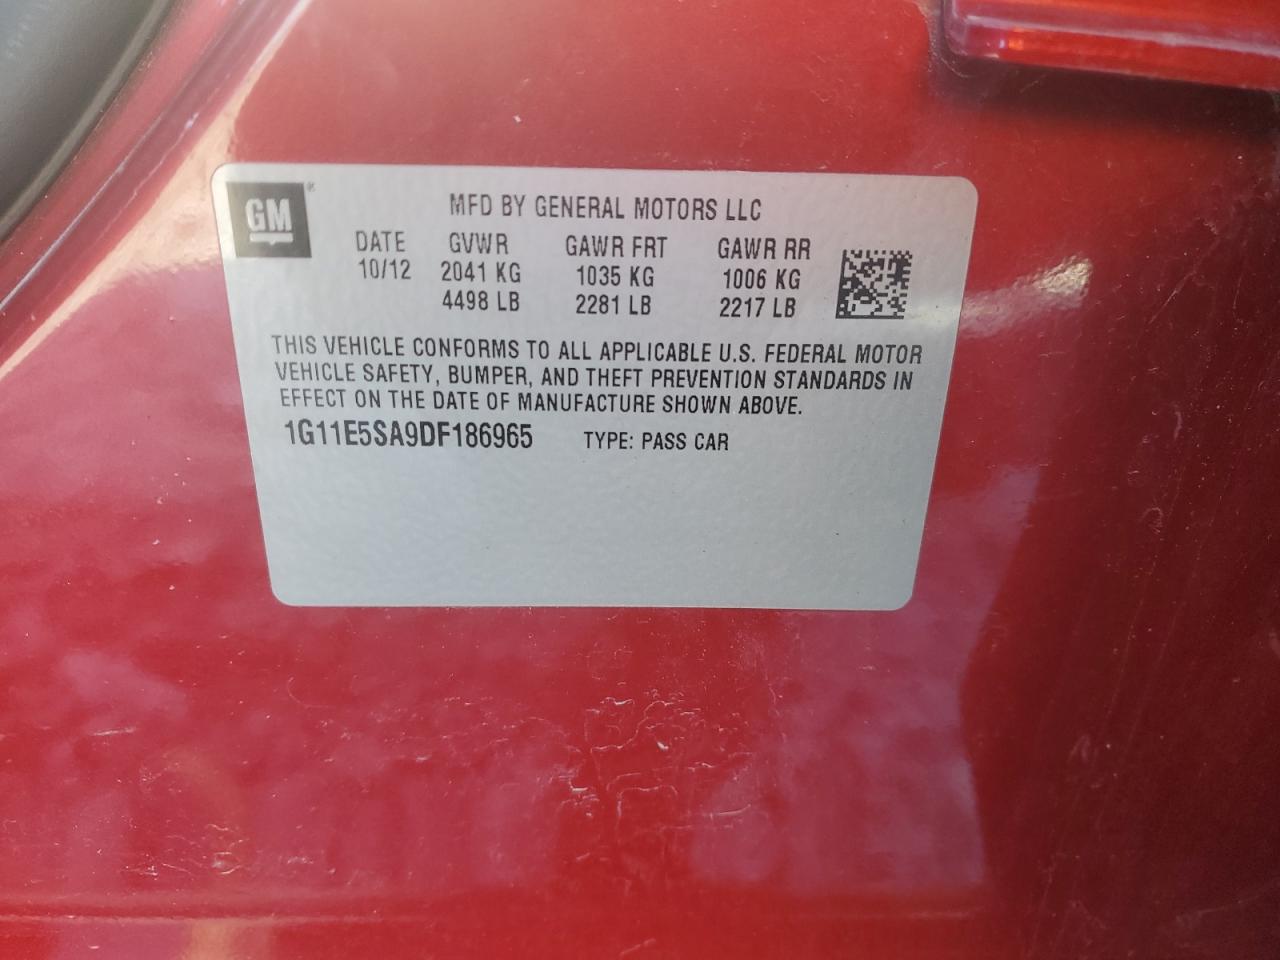 GM®
MFD BY GENERAL MOTORS LLC
DATE GVWR GAWR FRT GAWR RR
10/12 2041 KG 1035 KG 1006 KG
4498 LB 2281 LB 2217 LB
THIS VEHICLE CONFORMS TO ALL APPLICABLE U.S. FEDERAL MOTOR
VEHICLE SAFETY, BUMPER, AND THEFT PREVENTION STANDARDS IN
EFFECT ON THE DATE OF MANUFACTURE SHOWN ABOVE.
1G11E5SA9DF186965 TYPE: PASS CAR